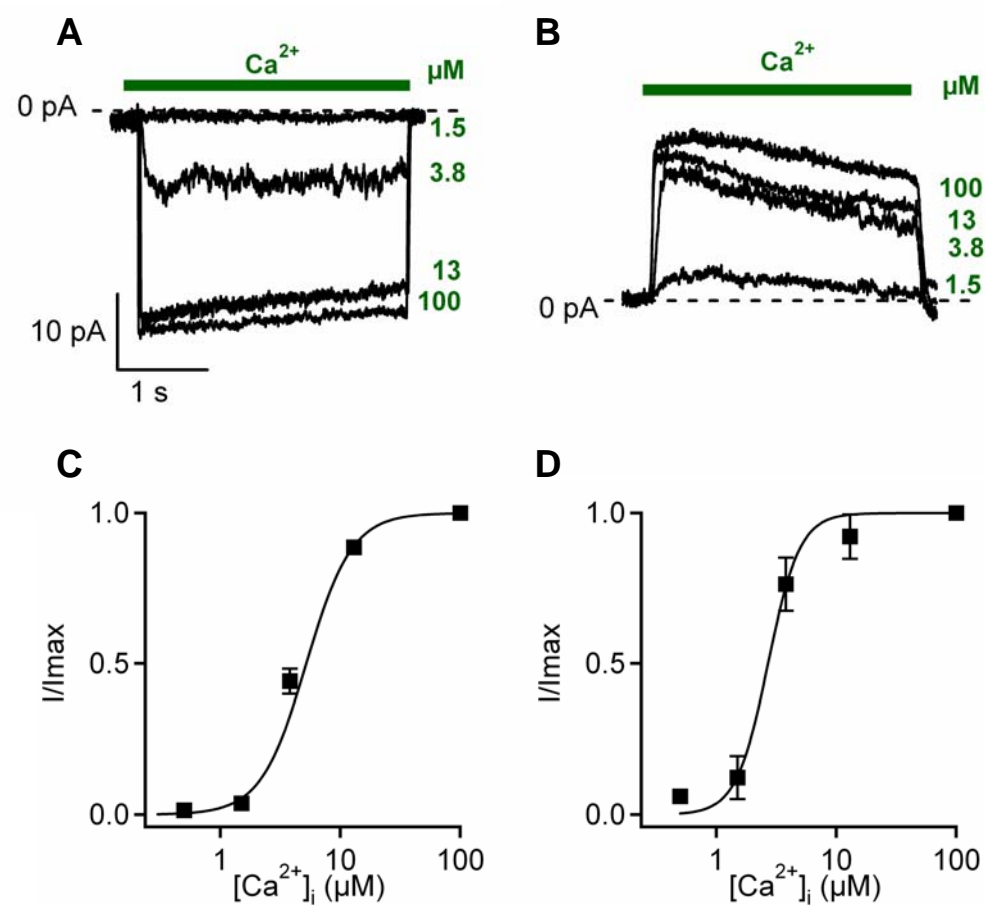 A
Ca2+
µM
0 pA
1.5
3.8
13
100
10 pA
1 s
B
Ca2+
µM
100
13
3.8
1.5
0 pA
C
1.0
0.5
0.0
I/Imax
1 10 100
[Ca2+]i (µM)
D
1.0
0.5
0.0
I/Imax
1 10 100
[Ca2+]i (µM)